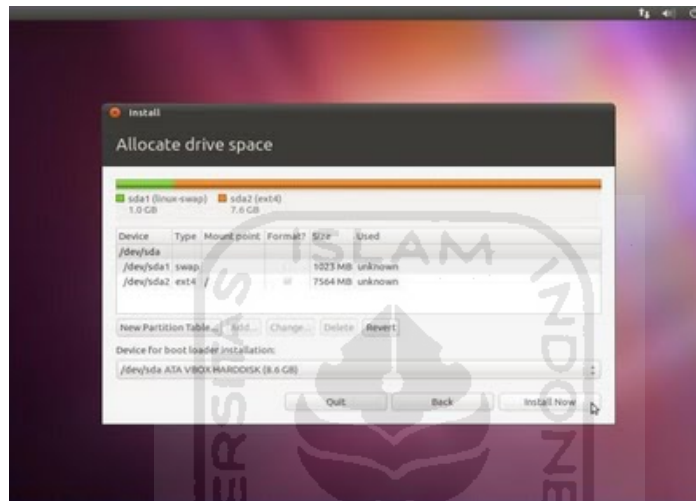 Install
Allocate drive space
sda1 (linux-swap) sda2 (ext4)
1.0 GB 7.6 GB
Device Type Mount point Format? Size Used
/dev/sda
/dev/sda1 swap 1023 MB unknown
/dev/sda2 ext4 / 7564 MB unknown
New Partition Table... Add... Change... Delete Revert
Device for boot loader installation:
/dev/sda ATA VBOX HARDDISK (8.6 GB)
Quit Back Install Now
ISLAM